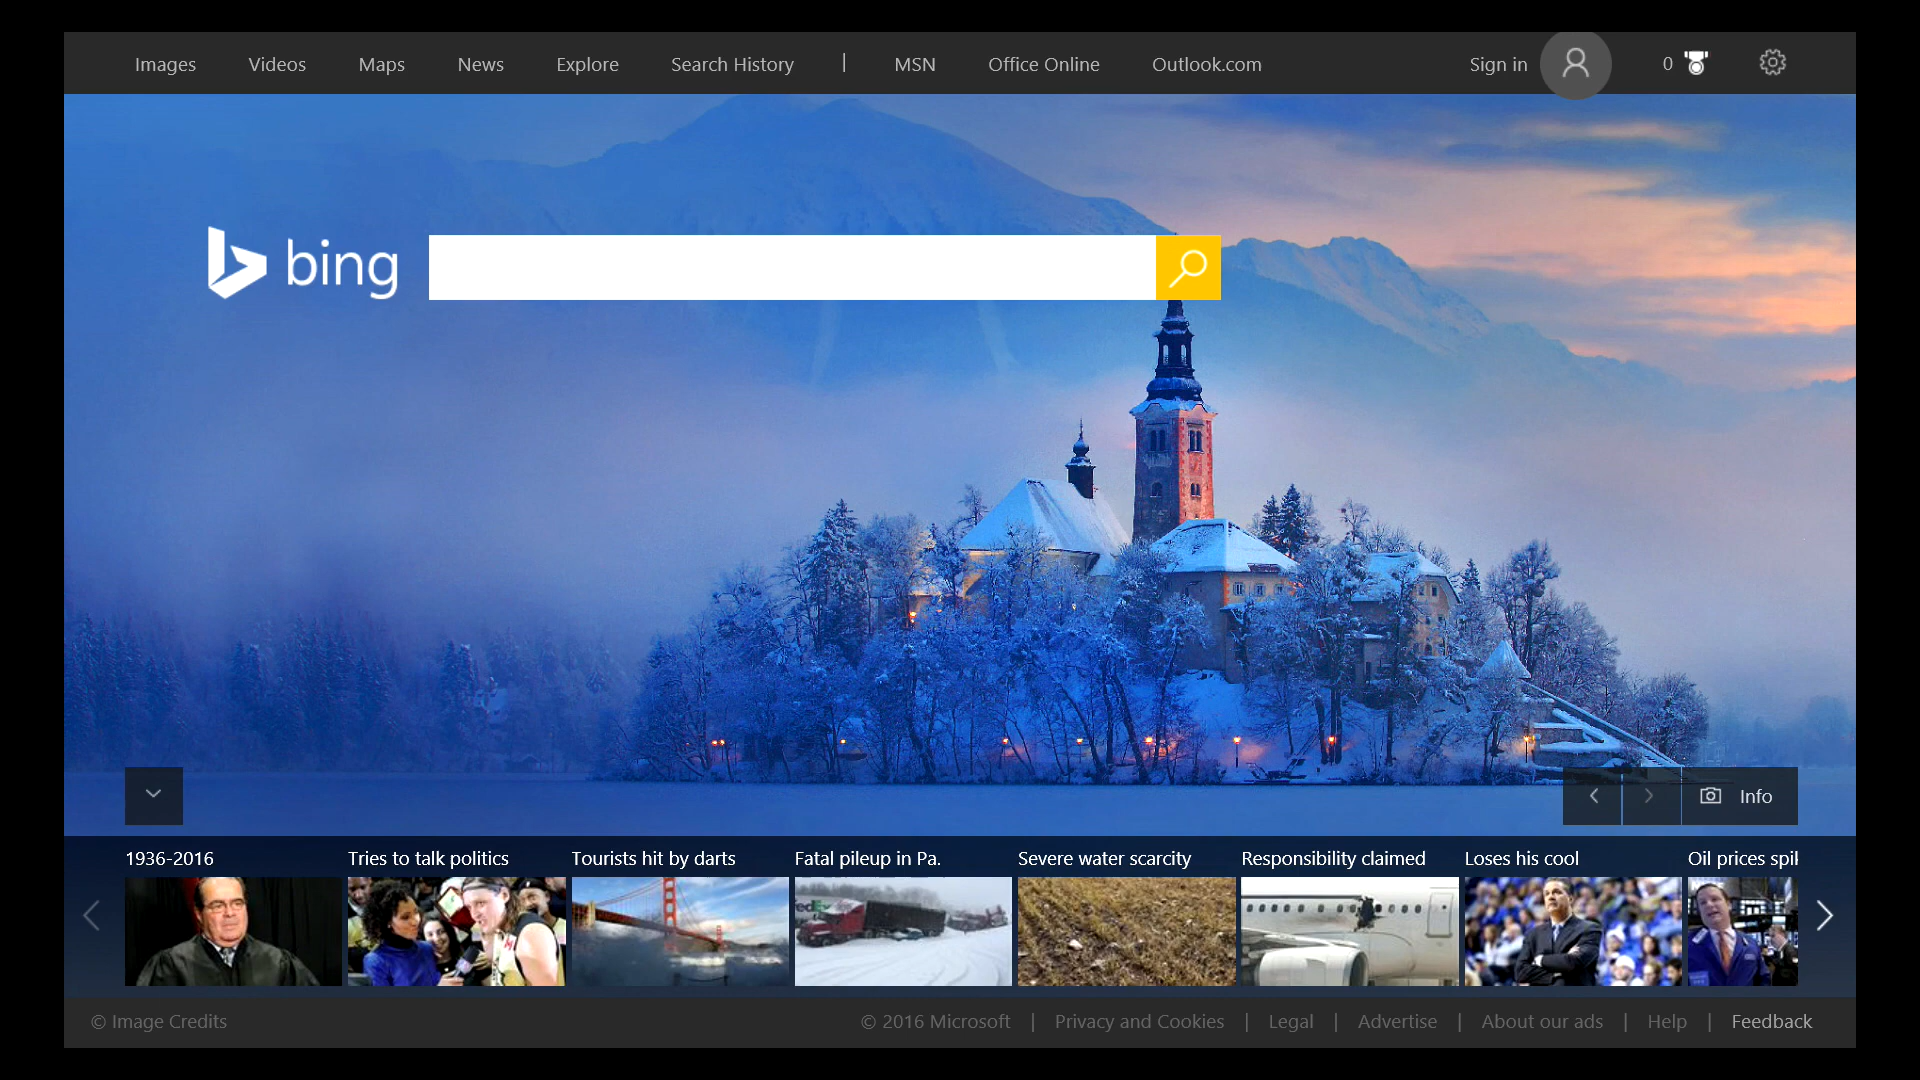 Images Videos Maps News Explore Search History | MSN Office Online Outlook.com Sign in 0
bing
Info
1936-2016 Tries to talk politics Tourists hit by darts Fatal pileup in Pa. Severe water scarcity Responsibility claimed Loses his cool Oil prices
© Image Credits © 2016 Microsoft | Privacy and Cookies | Legal | Advertise | About our ads | Help | Feedback